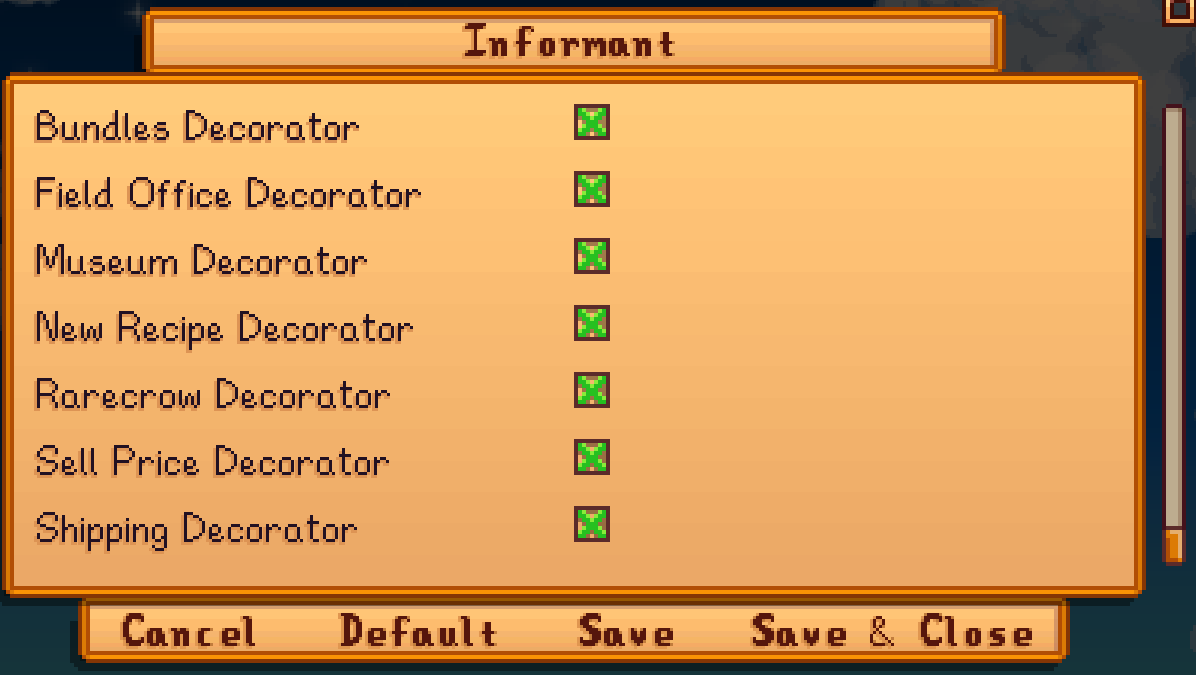 Informant
Bundles Decorator
Field Office Decorator
Museum Decorator
New Recipe Decorator
Rarecrow Decorator
Sell Price Decorator
Shipping Decorator
Cancel Default Save Save & Close